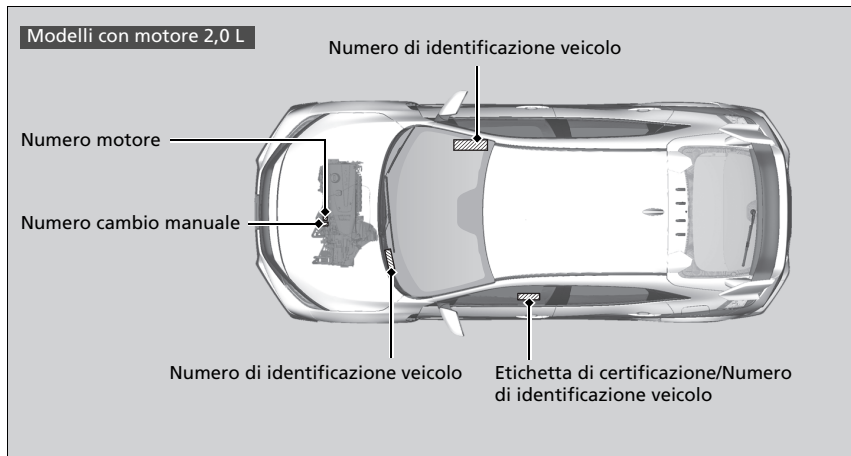 Modelli con motore 2,0 L
Numero di identificazione veicolo
Numero motore
Numero cambio manuale
Numero di identificazione veicolo
Etichetta di certificazione/Numero
di identificazione veicolo